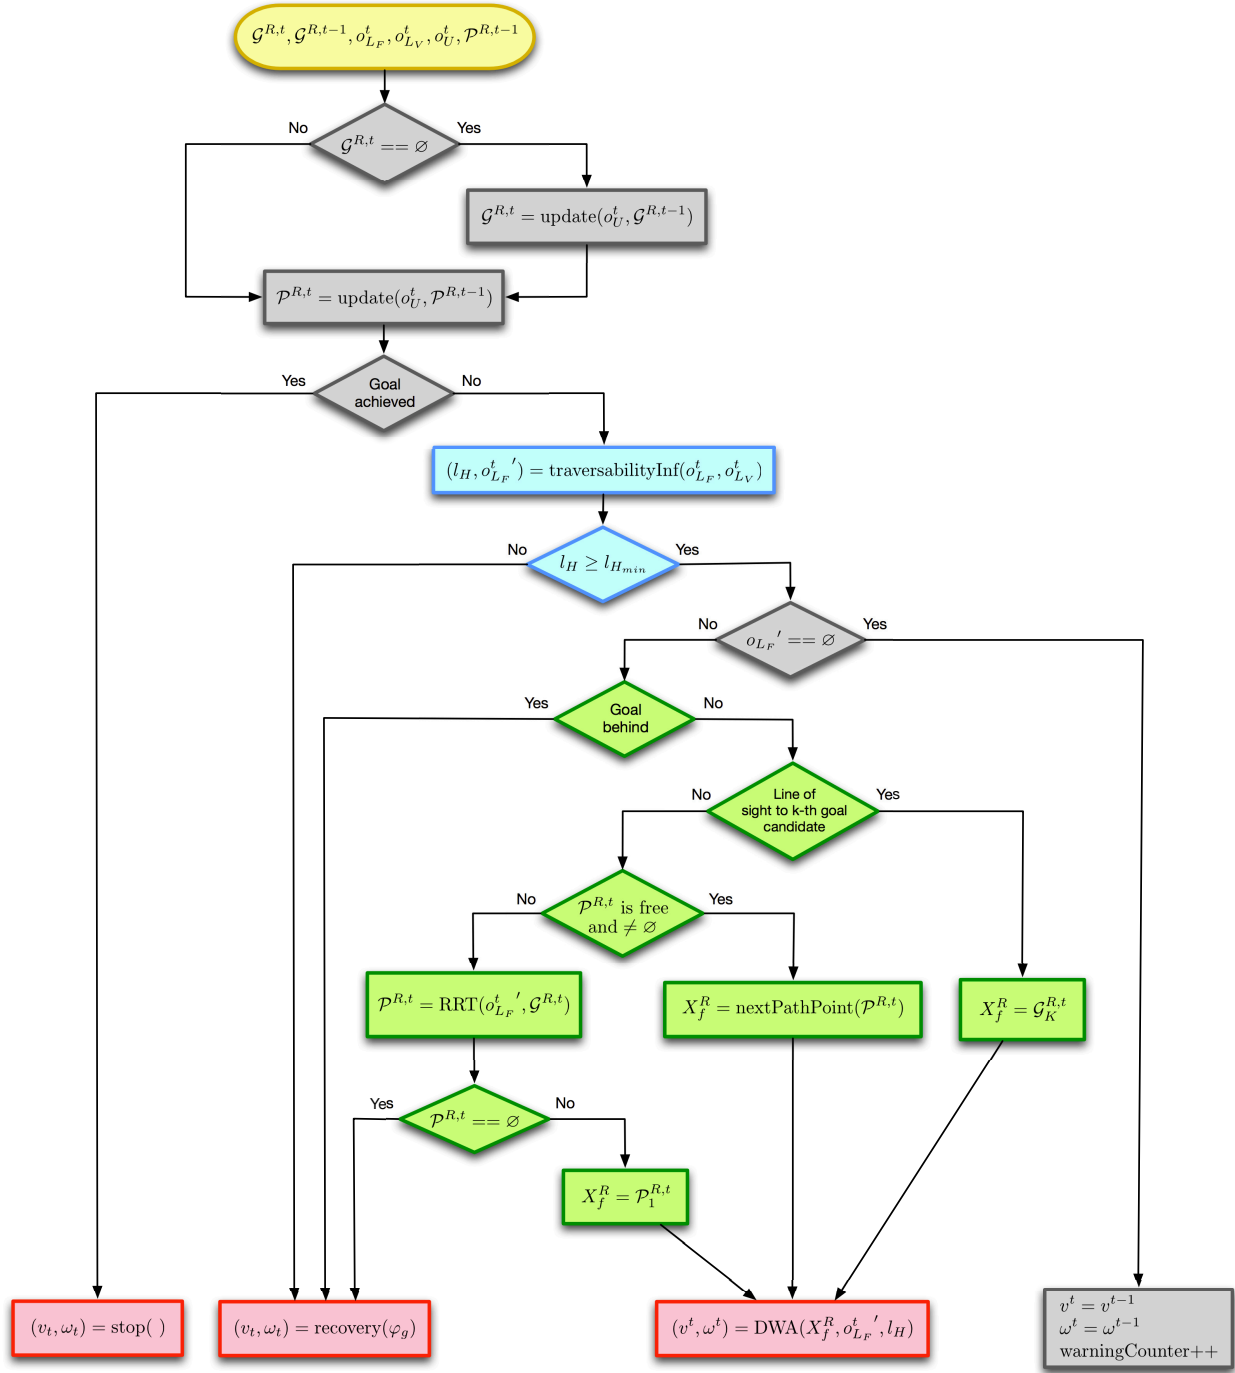 𝒢^{R,t}, 𝒢^{R,t−1}, o^t_{L_F}, o^t_{L_V}, o^t_U, 𝒫^{R,t−1}
No
Yes
𝒢^{R,t} == ∅
𝒢^{R,t} = update(o^t_U, 𝒢^{R,t−1})
𝒫^{R,t} = update(o^t_U, 𝒫^{R,t−1})
Yes
No
Goal
achieved
(l_H, o^t_{L_F}′) = traversabilityInf(o^t_{L_F}, o^t_{L_V})
No
Yes
l_H ≥ l_{H_{min}}
No
Yes
o_{L_F}′ == ∅
Yes
No
Goal
behind
No
Yes
Line of
sight to k-th goal
candidate
No
Yes
𝒫^{R,t} is free
and ≠ ∅
𝒫^{R,t} = RRT(o^t_{L_F}′, 𝒢^{R,t})
X^R_f = nextPathPoint(𝒫^{R,t})
X^R_f = 𝒢^{R,t}_K
Yes
No
𝒫^{R,t} == ∅
X^R_f = 𝒫^{R,t}_1
(v_t, ω_t) = stop( )
(v_t, ω_t) = recovery(φ_g)
(v^t, ω^t) = DWA(X^R_f, o^t_{L_F}′, l_H)
v^t = v^{t−1}
ω^t = ω^{t−1}
warningCounter++